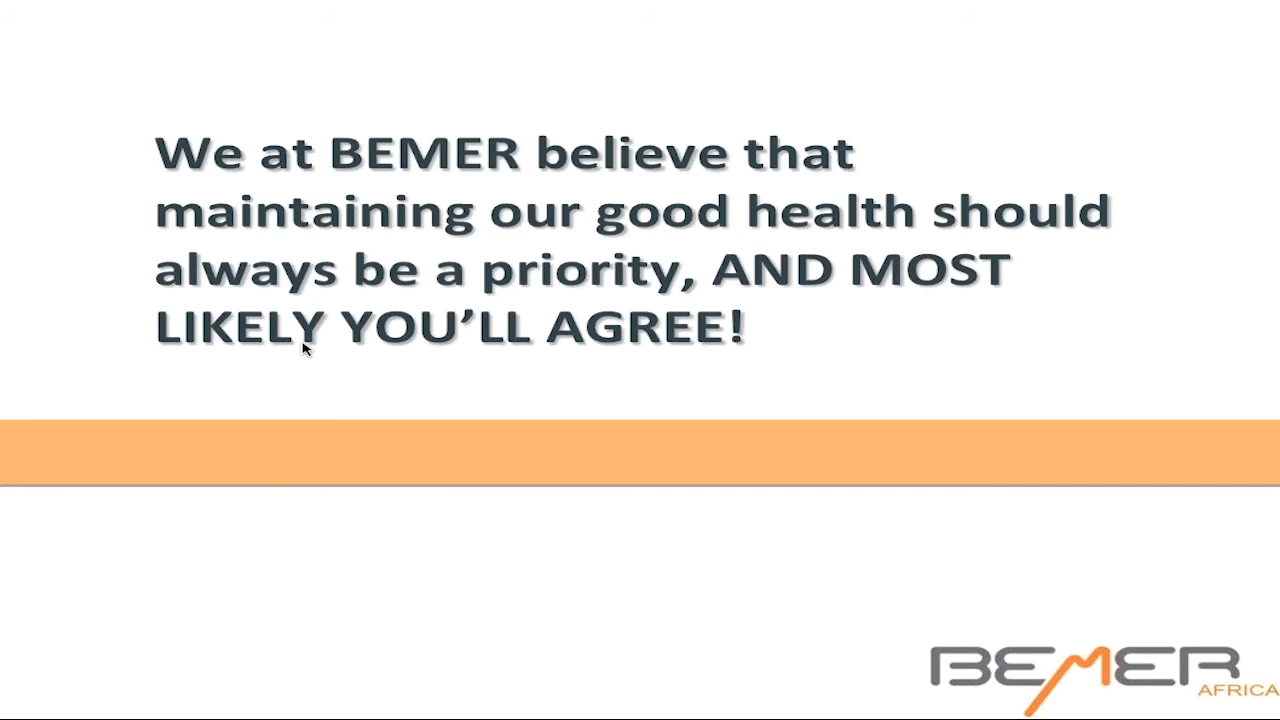 We at BEMER believe that
maintaining our good health should
always be a priority, AND MOST
LIKELY YOU’LL AGREE!
BEMER
AFRICA